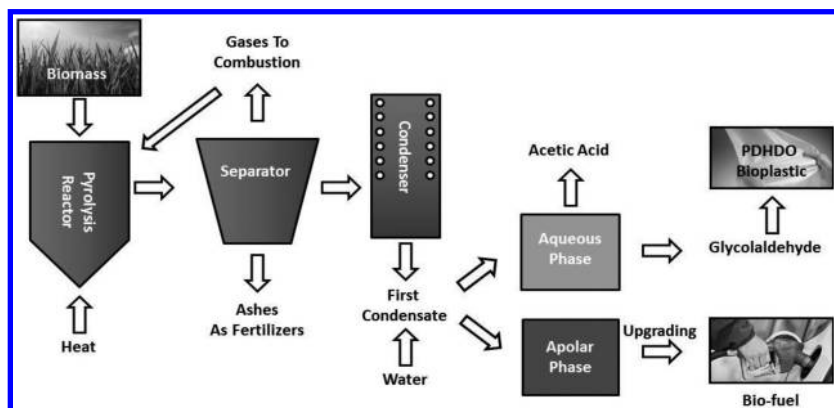 Biomass
Gases To
Combustion
Pyrolysis
Reactor
Separator
Condenser
Acetic Acid
PDHDO
Bioplastic
Aqueous
Phase
Glycolaldehyde
Heat
Ashes
As Fertilizers
First
Condensate
Water
Apolar
Phase
Upgrading
Bio-fuel